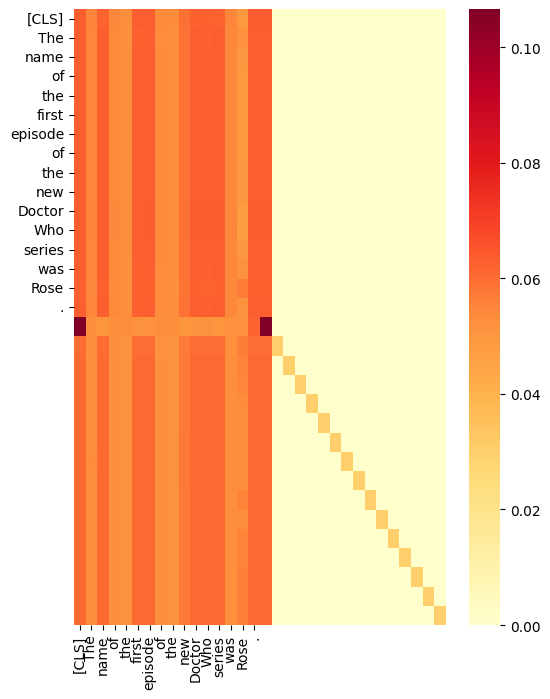 [CLS]
The
name
of
the
first
episode
of
the
new
Doctor
Who
series
was
Rose
.
0.10
0.08
0.06
0.04
0.02
0.00
[CLS]
The
name
of
the
first
episode
of
the
new
Doctor
Who
series
was
Rose
.